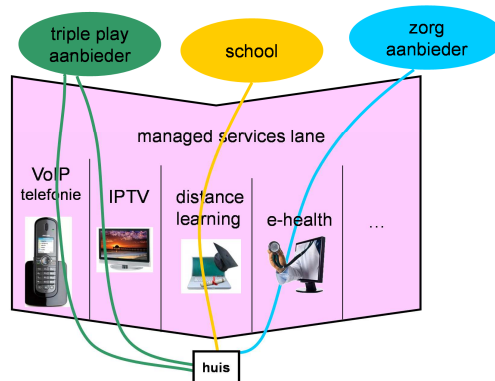 triple play
aanbieder
school
zorg
aanbieder
managed services lane
VoIP
telefonie
IPTV
distance
learning
e-health
...
huis